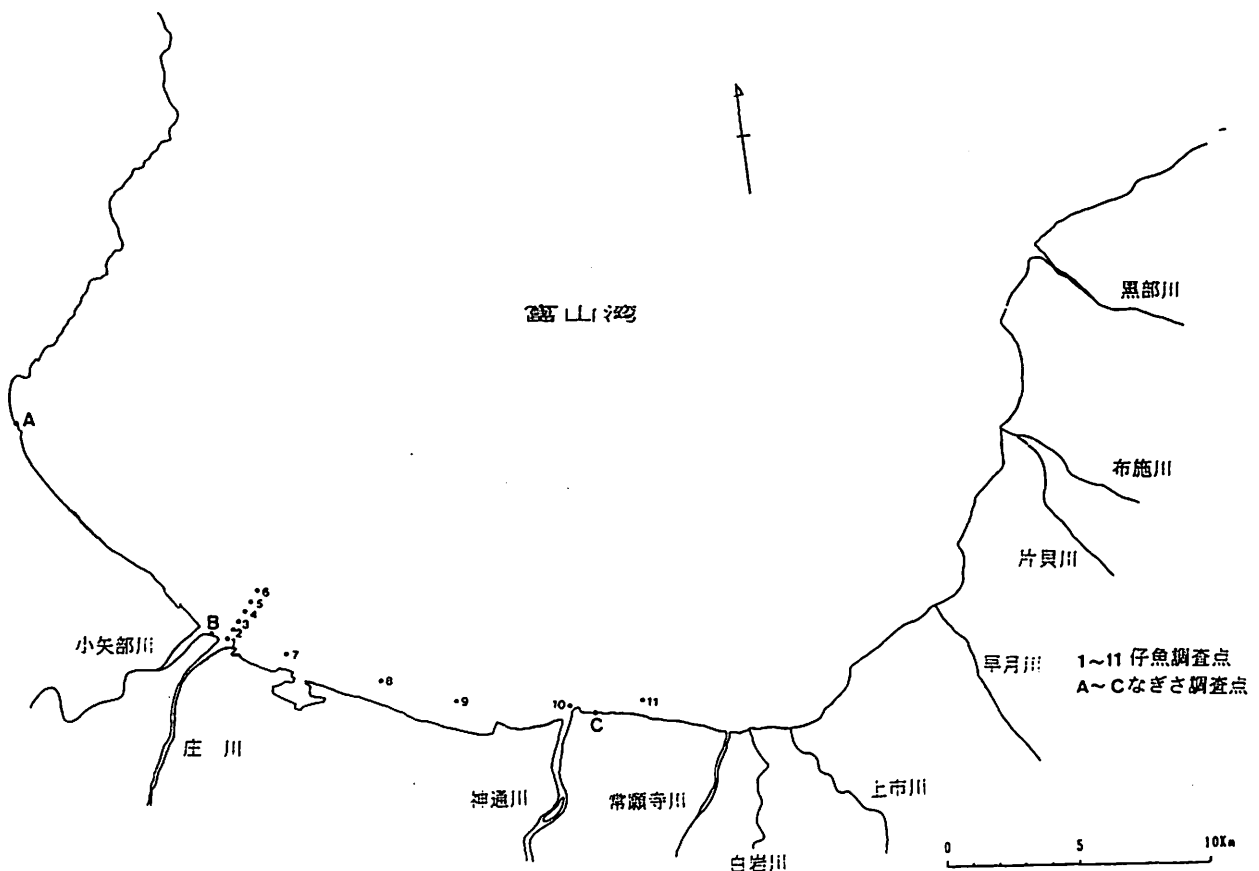 富山湾
黒部川
布施川
片貝川
早月川
1~11 仔魚調査点
A~C なぎさ調査点
A
B
6
5
4
3
2
7
8
9
10
C
11
小矢部川
庄 川
神通川
常願寺川
白岩川
上市川
0 5 10Km